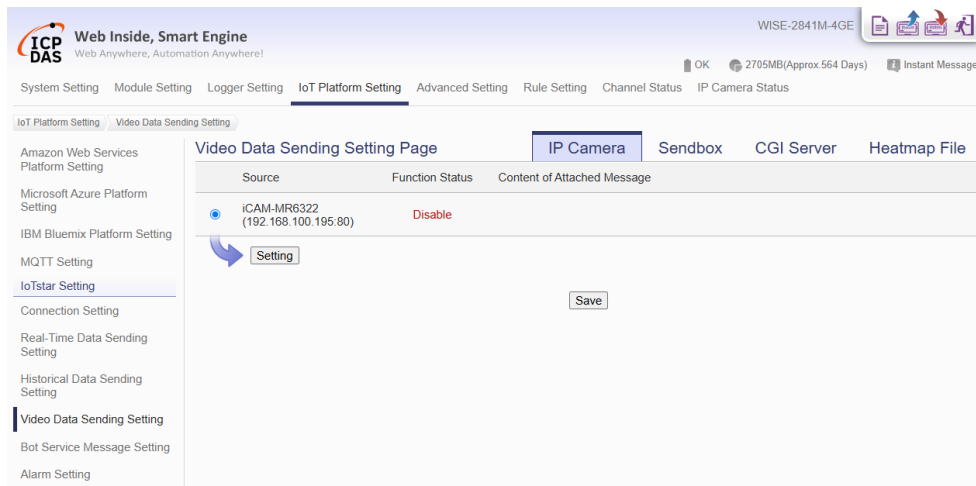 WISE-2841M-4GE
ICP
DAS
Web Inside, Smart Engine
Web Anywhere, Automation Anywhere!
OK
2705MB(Approx.564 Days)
Instant Message
System Setting
Module Setting
Logger Setting
IoT Platform Setting
Advanced Setting
Rule Setting
Channel Status
IP Camera Status
IoT Platform Setting
Video Data Sending Setting
Amazon Web Services
Platform Setting
Microsoft Azure Platform
Setting
IBM Bluemix Platform Setting
MQTT Setting
IoTstar Setting
Connection Setting
Real-Time Data Sending
Setting
Historical Data Sending
Setting
Video Data Sending Setting
Bot Service Message Setting
Alarm Setting
Video Data Sending Setting Page
IP Camera
Sendbox
CGI Server
Heatmap File
Source
Function Status
Content of Attached Message
iCAM-MR6322
(192.168.100.195:80)
Disable
Setting
Save